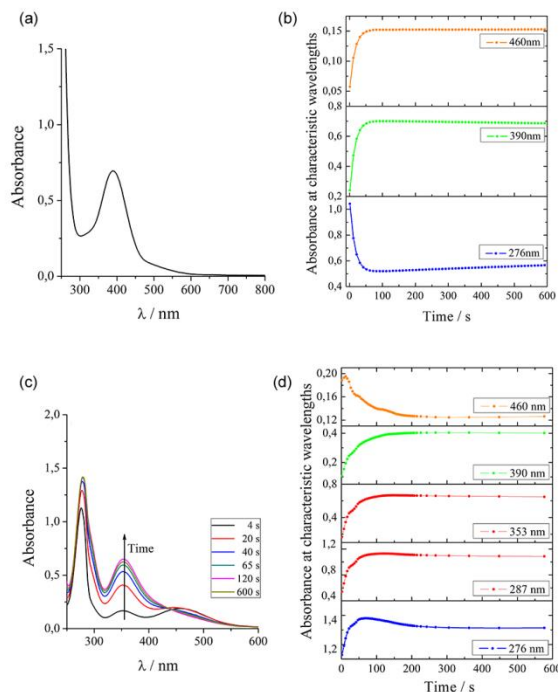 (a)
1,5
1,0
0,5
0,0
Absorbance
300 400 500 600 700 800
λ / nm
(b)
Absorbance at characteristic wavelengths
0,15
0,10
0,05
460nm
0,8
0,6
0,4
0,2
390nm
1,0
0,8
0,6
0,4
276nm
0 100 200 300 400 500 600
Time / s
(c)
2,0
1,5
1,0
0,5
0,0
Absorbance
Time
4 s
20 s
40 s
65 s
120 s
600 s
300 400 500 600
λ / nm
(d)
Absorbance at characteristic wavelengths
0,20
0,16
0,12
460 nm
0,4
0,2
390 nm
0,4
353 nm
1,2
0,8
0,4
287 nm
1,4
1,2
276 nm
0 100 200 300 400 500 600
Time / s